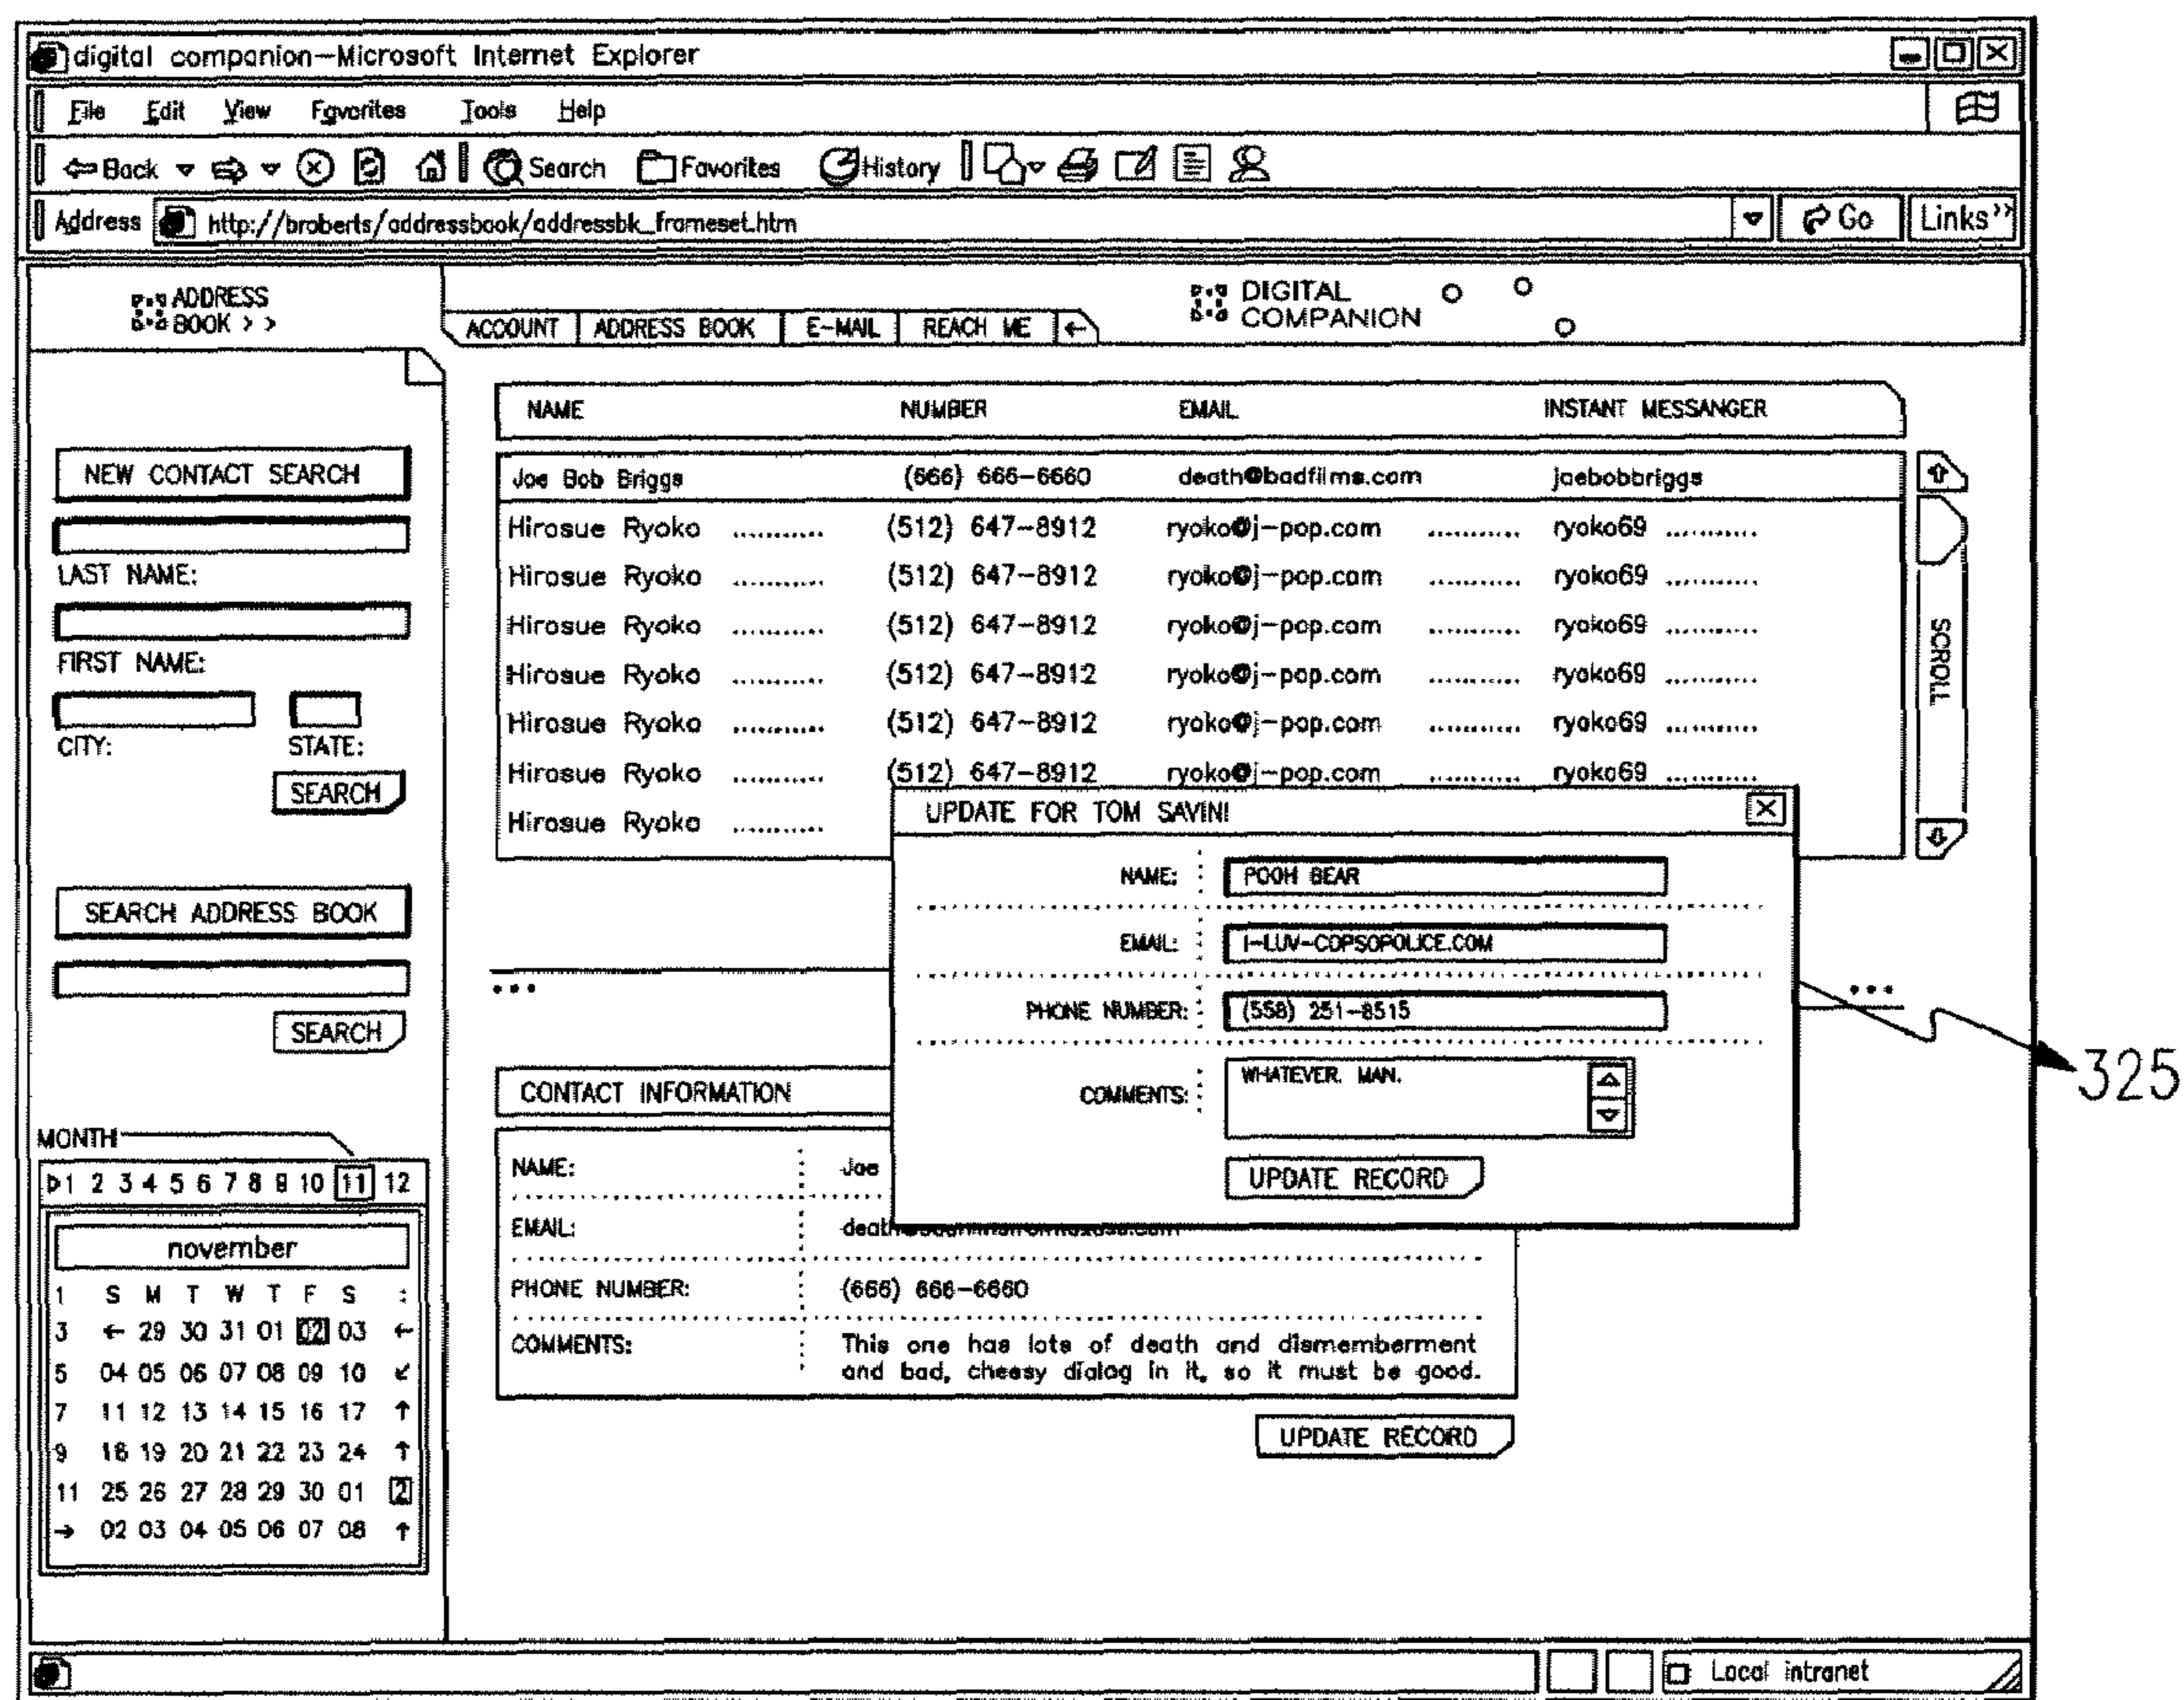 digital companion—Microsoft Internet Explorer
File Edit View Favorites Tools Help
Back Search Favorites History
Address http://broberts/addressbook/addressbk_frameset.htm Go Links»
ADDRESS
BOOK > >
DIGITAL
COMPANION
ACCOUNT ADDRESS BOOK E-MAIL REACH ME ←
NAME NUMBER EMAIL INSTANT MESSANGER
Joe Bob Briggs (666) 666-6660 death@badfilms.com joebobbriggs
Hirosue Ryoko .......... (512) 647-8912 ryoko@j-pop.com .......... ryoko69 ..........
Hirosue Ryoko .......... (512) 647-8912 ryoko@j-pop.com .......... ryoko69 ..........
Hirosue Ryoko .......... (512) 647-8912 ryoko@j-pop.com .......... ryoko69 ..........
Hirosue Ryoko .......... (512) 647-8912 ryoko@j-pop.com .......... ryoko69 ..........
Hirosue Ryoko .......... (512) 647-8912 ryoko@j-pop.com .......... ryoko69 ..........
Hirosue Ryoko .......... (512) 647-8912 ryoko@j-pop.com .......... ryoko69 ..........
Hirosue Ryoko ..........
SCROLL
NEW CONTACT SEARCH
LAST NAME:
FIRST NAME:
CITY: STATE:
SEARCH
SEARCH ADDRESS BOOK
SEARCH
UPDATE FOR TOM SAVINI
NAME: POOH BEAR
EMAIL: I-LUV-COPSOPOLICE.COM
PHONE NUMBER: (558) 251-8515
COMMENTS: WHATEVER. MAN.
UPDATE RECORD
325
CONTACT INFORMATION
NAME: Joe
EMAIL:
PHONE NUMBER: (666) 666-6660
COMMENTS: This one has lots of death and dismemberment
and bad, cheesy dialog in it, so it must be good.
UPDATE RECORD
MONTH
1 2 3 4 5 6 7 8 9 10 11 12
november
1 S M T W T F S :
3 ← 29 30 31 01 02 03 ←
5 04 05 06 07 08 09 10 ↙
7 11 12 13 14 15 16 17 ↑
9 18 19 20 21 22 23 24 ↑
11 25 26 27 28 29 30 01 2
→ 02 03 04 05 06 07 08 ↑
Local intranet